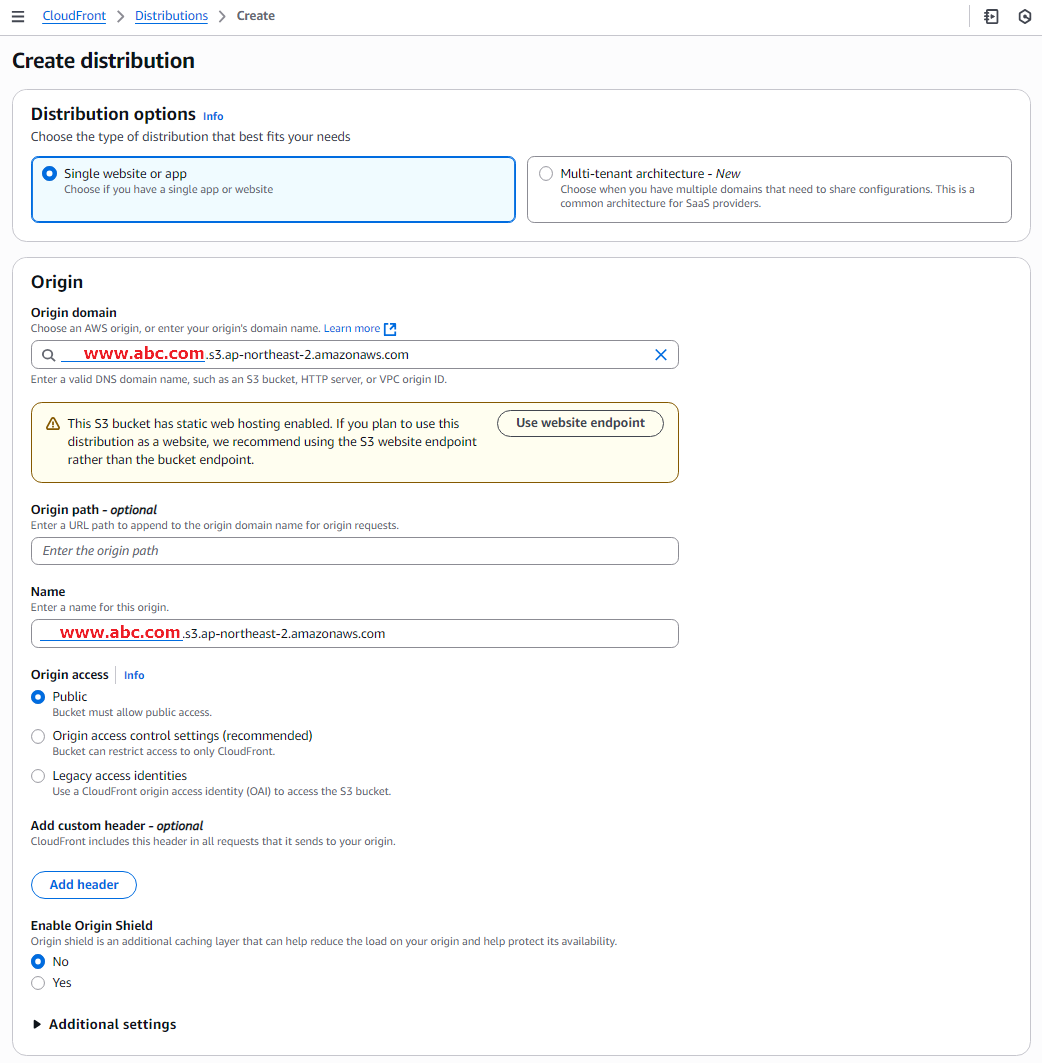 CloudFront > Distributions > Create
Create distribution
Distribution options Info
Choose the type of distribution that best fits your needs
Single website or app
Choose if you have a single app or website
Multi-tenant architecture - New
Choose when you have multiple domains that need to share configurations. This is a
common architecture for SaaS providers.
Origin
Origin domain
Choose an AWS origin, or enter your origin's domain name. Learn more
www.abc.com.s3.ap-northeast-2.amazonaws.com
Enter a valid DNS domain name, such as an S3 bucket, HTTP server, or VPC origin ID.
This S3 bucket has static web hosting enabled. If you plan to use this
distribution as a website, we recommend using the S3 website endpoint
rather than the bucket endpoint.
Use website endpoint
Origin path - optional
Enter a URL path to append to the origin domain name for origin requests.
Enter the origin path
Name
Enter a name for this origin.
www.abc.com.s3.ap-northeast-2.amazonaws.com
Origin access Info
Public
Bucket must allow public access.
Origin access control settings (recommended)
Bucket can restrict access to only CloudFront.
Legacy access identities
Use a CloudFront origin access identity (OAI) to access the S3 bucket.
Add custom header - optional
CloudFront includes this header in all requests that it sends to your origin.
Add header
Enable Origin Shield
Origin shield is an additional caching layer that can help reduce the load on your origin and help protect its availability.
No
Yes
Additional settings